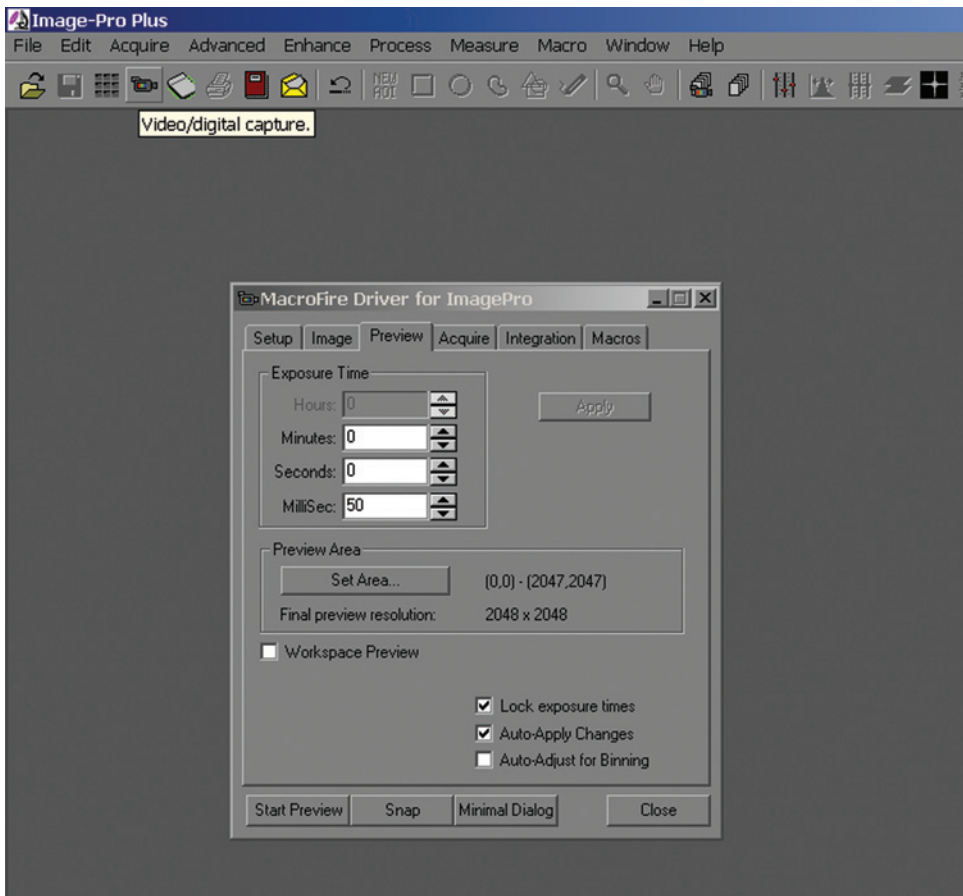 Image-Pro Plus
File Edit Acquire Advanced Enhance Process Measure Macro Window Help
NEW AOI
Video/digital capture.
MacroFire Driver for ImagePro
Setup Image Preview Acquire Integration Macros
Exposure Time
Hours: 0
Apply
Minutes: 0
Seconds: 0
MilliSec: 50
Preview Area
Set Area... (0,0) - (2047,2047)
Final preview resolution: 2048 x 2048
Workspace Preview
Lock exposure times
Auto-Apply Changes
Auto-Adjust for Binning
Start Preview Snap Minimal Dialog Close